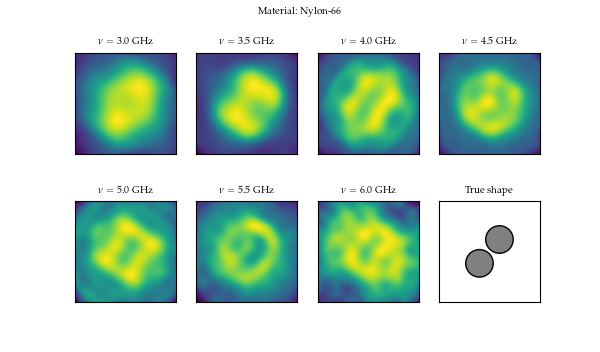 Material: Nylon-66
ν = 3.0 GHz
ν = 3.5 GHz
ν = 4.0 GHz
ν = 4.5 GHz
ν = 5.0 GHz
ν = 5.5 GHz
ν = 6.0 GHz
True shape